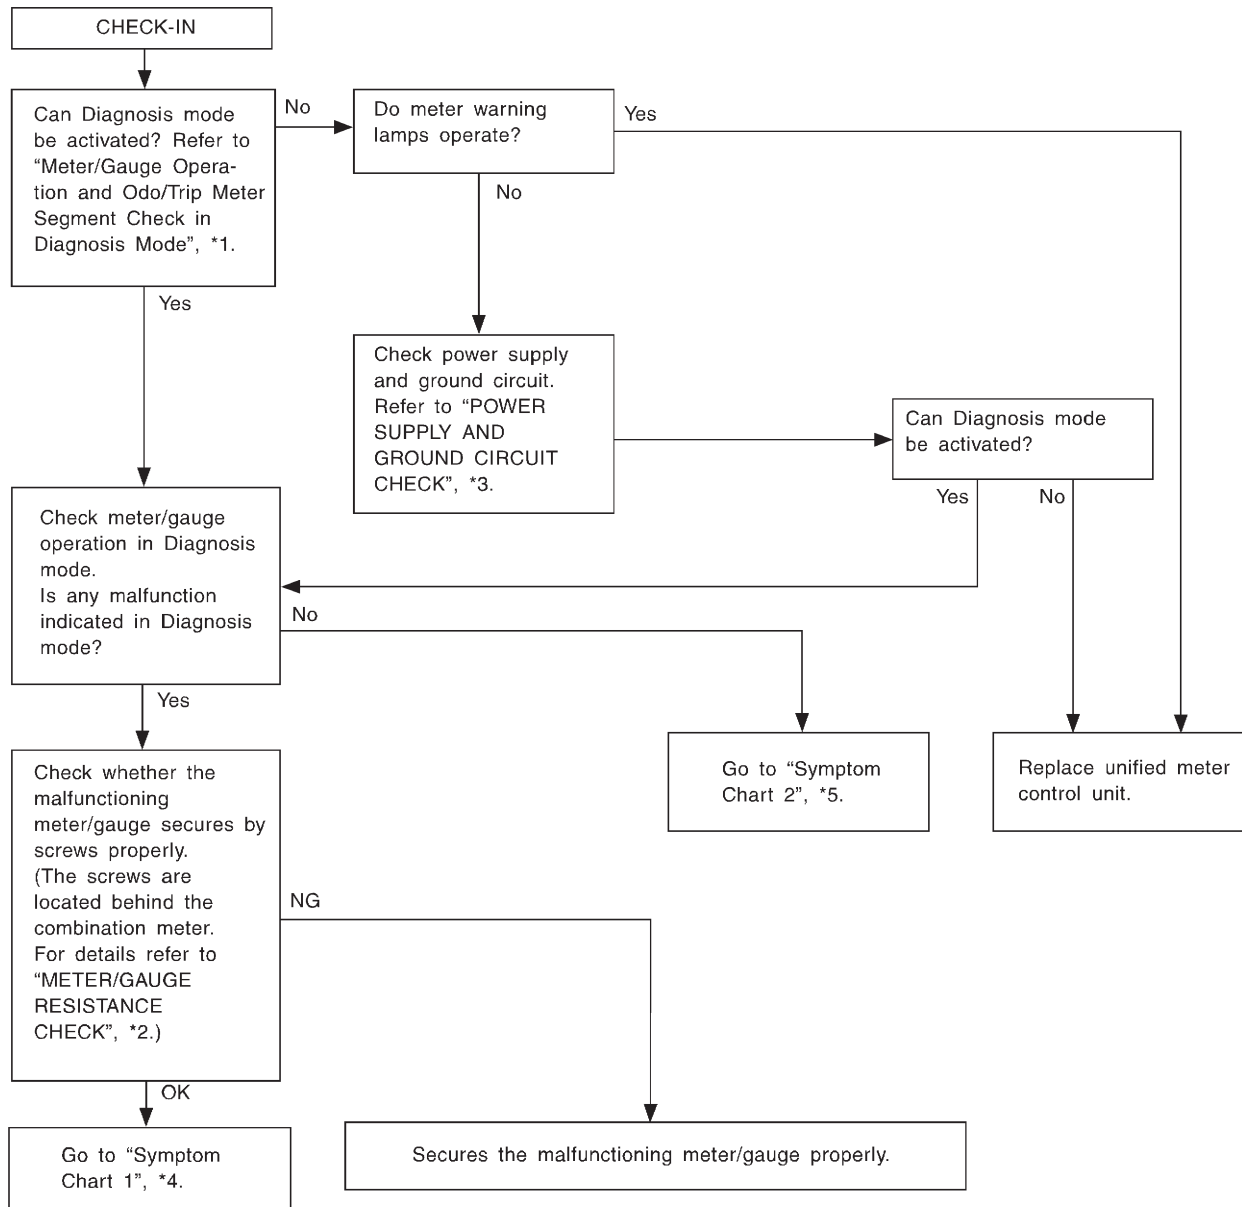 CHECK-IN
Can Diagnosis mode
be activated? Refer to
“Meter/Gauge Opera-
tion and Odo/Trip Meter
Segment Check in
Diagnosis Mode”, *1.
No
Do meter warning
lamps operate?
Yes
No
Yes
Check power supply
and ground circuit.
Refer to “POWER
SUPPLY AND
GROUND CIRCUIT
CHECK”, *3.
Can Diagnosis mode
be activated?
Yes
No
Check meter/gauge
operation in Diagnosis
mode.
Is any malfunction
indicated in Diagnosis
mode?
No
Yes
Go to “Symptom
Chart 2”, *5.
Replace unified meter
control unit.
Check whether the
malfunctioning
meter/gauge secures by
screws properly.
(The screws are
located behind the
combination meter.
For details refer to
“METER/GAUGE
RESISTANCE
CHECK”, *2.)
NG
OK
Go to “Symptom
Chart 1”, *4.
Secures the malfunctioning meter/gauge properly.